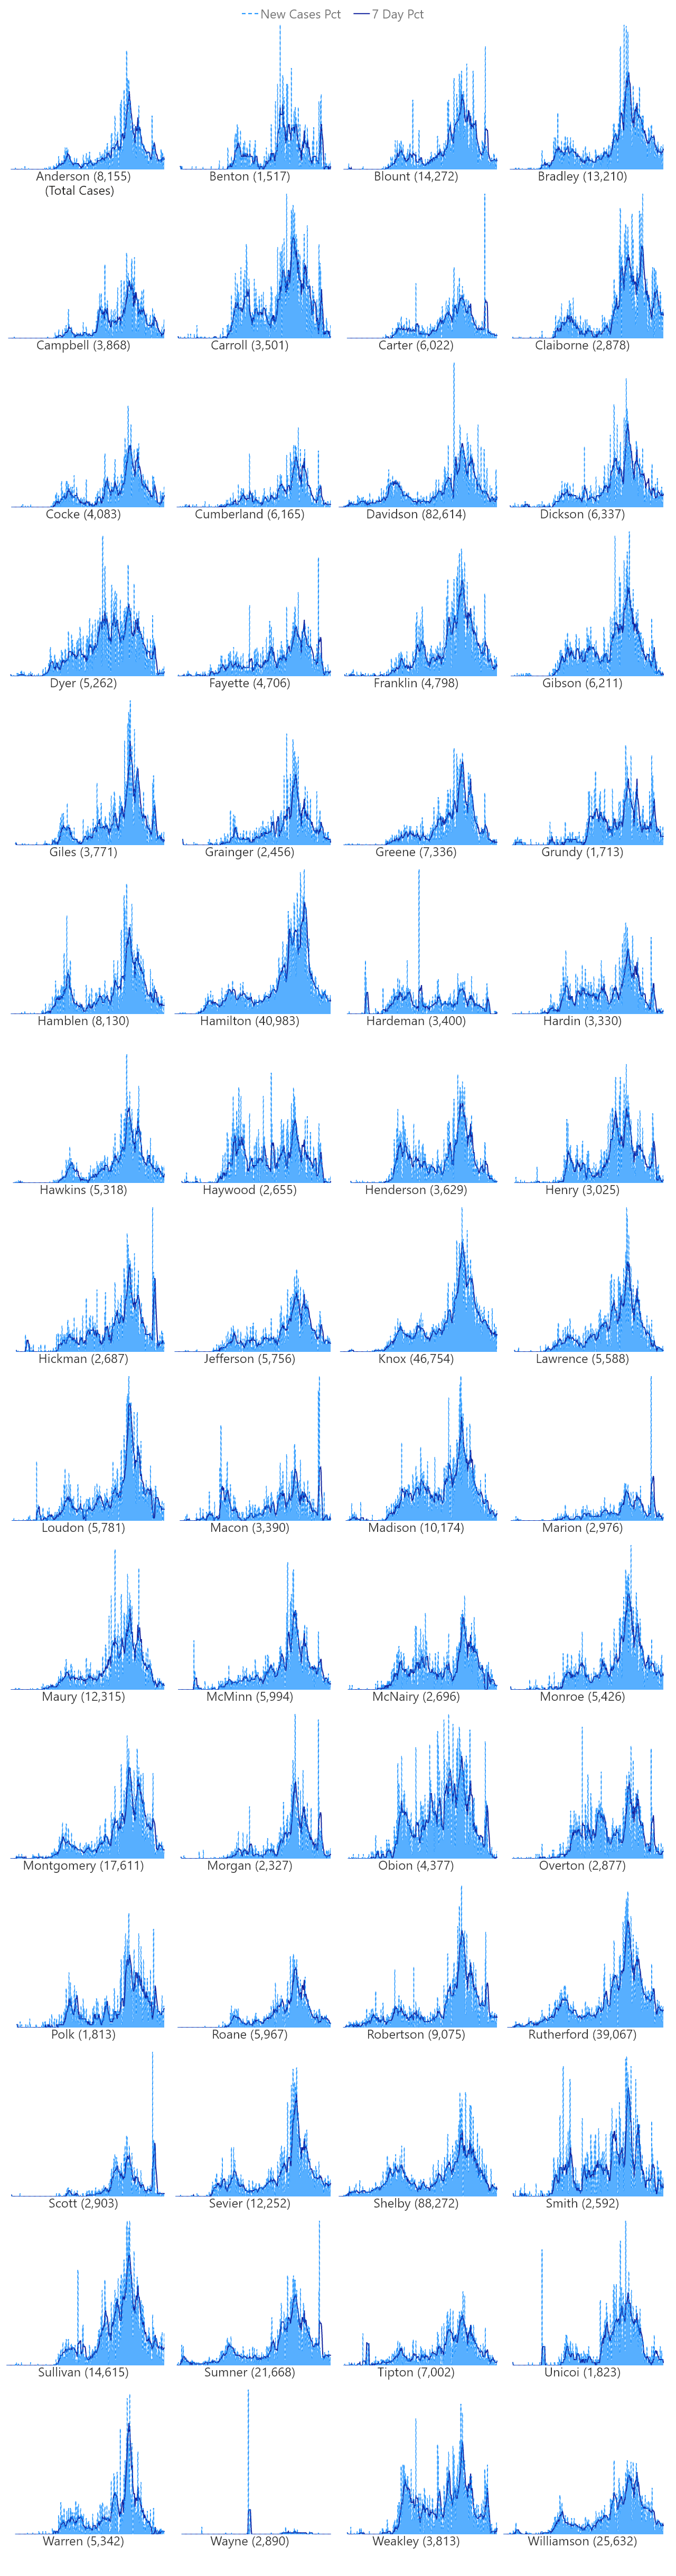 New Cases Pct 7 Day Pct
Anderson (8,155) Benton (1,517) Blount (14,272) Bradley (13,210)
(Total Cases)
Campbell (3,868) Carroll (3,501) Carter (6,022) Claiborne (2,878)
Cocke (4,083) Cumberland (6,165) Davidson (82,614) Dickson (6,337)
Dyer (5,262) Fayette (4,706) Franklin (4,798) Gibson (6,211)
Giles (3,771) Grainger (2,456) Greene (7,336) Grundy (1,713)
Hamblen (8,130) Hamilton (40,983) Hardeman (3,400) Hardin (3,330)
Hawkins (5,318) Haywood (2,655) Henderson (3,629) Henry (3,025)
Hickman (2,687) Jefferson (5,756) Knox (46,754) Lawrence (5,588)
Loudon (5,781) Macon (3,390) Madison (10,174) Marion (2,976)
Maury (12,315) McMinn (5,994) McNairy (2,696) Monroe (5,426)
Montgomery (17,611) Morgan (2,327) Obion (4,377) Overton (2,877)
Polk (1,813) Roane (5,967) Robertson (9,075) Rutherford (39,067)
Scott (2,903) Sevier (12,252) Shelby (88,272) Smith (2,592)
Sullivan (14,615) Sumner (21,668) Tipton (7,002) Unicoi (1,823)
Warren (5,342) Wayne (2,890) Weakley (3,813) Williamson (25,632)